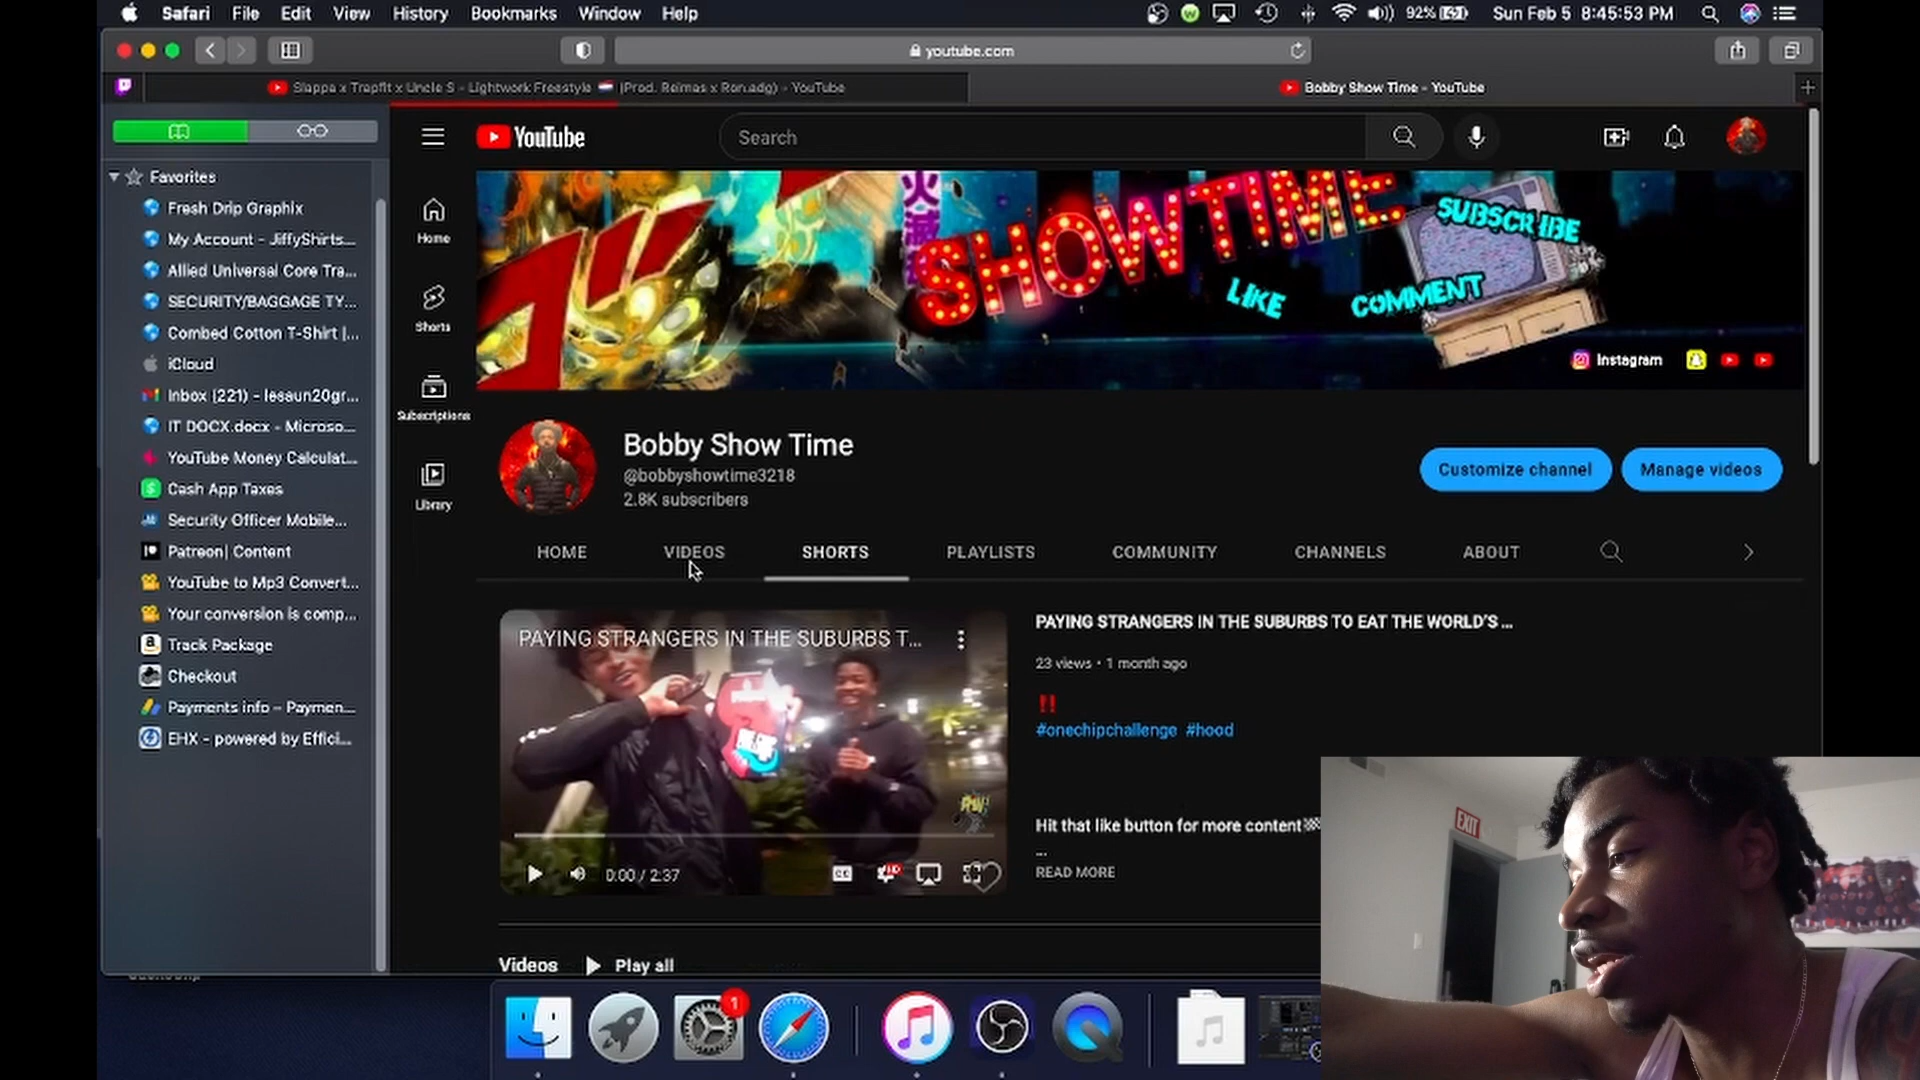 Safari File Edit View History Bookmarks Window Help 92% Sun Feb 5 8:45:53 PM
youtube.com
Slappa x Trapfit x Uncle S - Lightwork Freestyle (Prod. Reimas x Ron.adg) - YouTube
Bobby Show Time - YouTube
Favorites
Fresh Drip Graphix
My Account - JiffyShirts...
Allied Universal Core Tra...
SECURITY/BAGGAGE TY...
Combed Cotton T-Shirt |...
iCloud
Inbox (221) - lesaun20gr...
IT DOCX.docx - Microso...
YouTube Money Calculat...
Cash App Taxes
Security Officer Mobile...
Patreon| Content
YouTube to Mp3 Convert...
Your conversion is comp...
Track Package
Checkout
Payments info – Paymen...
EHX - powered by Effici...
YouTube
Search
Home
Shorts
Subscriptions
Library
SHOWTIME
SUBSCRIBE
LIKE
COMMENT
Instagram
Bobby Show Time
@bobbyshowtime3218
2.8K subscribers
Customize channel
Manage videos
HOME VIDEOS SHORTS PLAYLISTS COMMUNITY CHANNELS ABOUT
PAYING STRANGERS IN THE SUBURBS T...
0:00 / 2:37
PAYING STRANGERS IN THE SUBURBS TO EAT THE WORLD'S ...
23 views • 1 month ago
‼
#onechipchallenge #hood
Hit that like button for more content
...
READ MORE
Videos Play all
1
EXIT